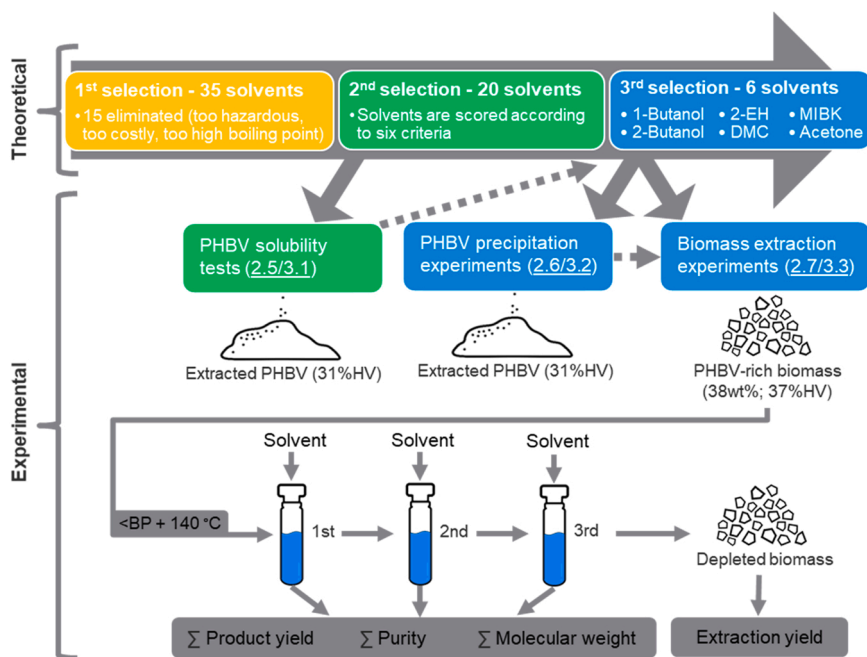 Theoretical
1st selection - 35 solvents
• 15 eliminated (too hazardous,
too costly, too high boiling point)
2nd selection - 20 solvents
• Solvents are scored according
to six criteria
3rd selection - 6 solvents
• 1-Butanol • 2-EH • MIBK
• 2-Butanol • DMC • Acetone
Experimental
PHBV solubility
tests (2.5/3.1)
PHBV precipitation
experiments (2.6/3.2)
Biomass extraction
experiments (2.7/3.3)
Extracted PHBV (31%HV)
Extracted PHBV (31%HV)
PHBV-rich biomass
(38wt%; 37%HV)
Solvent
Solvent
Solvent
<BP + 140 °C
1st
2nd
3rd
Depleted biomass
∑ Product yield
∑ Purity
∑ Molecular weight
Extraction yield